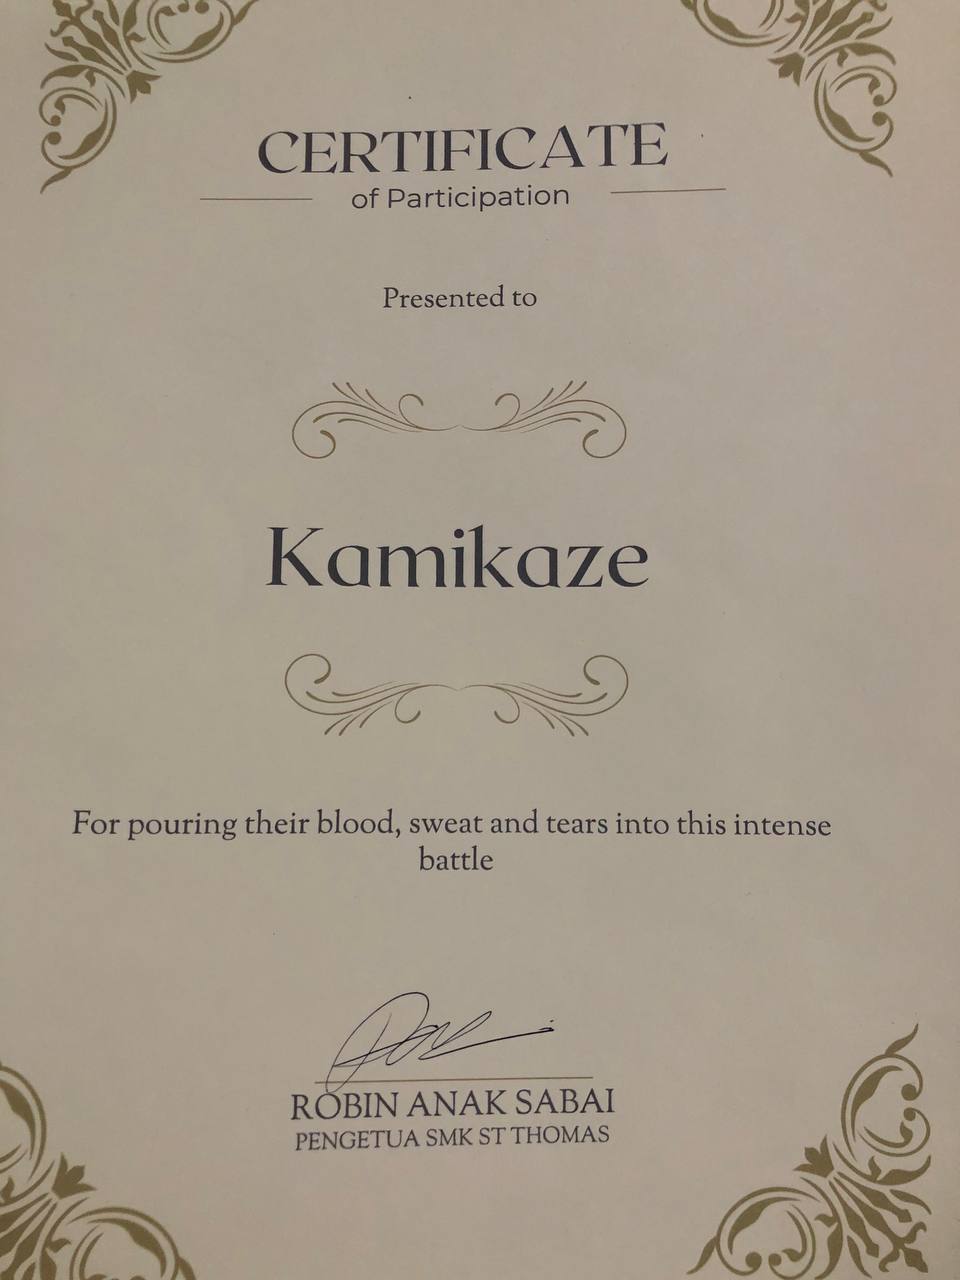 CERTIFICATE
of Participation
Presented to
Kamikaze
For pouring their blood, sweat and tears into this intense
battle
ROBIN ANAK SABAI
PENGETUA SMK ST THOMAS